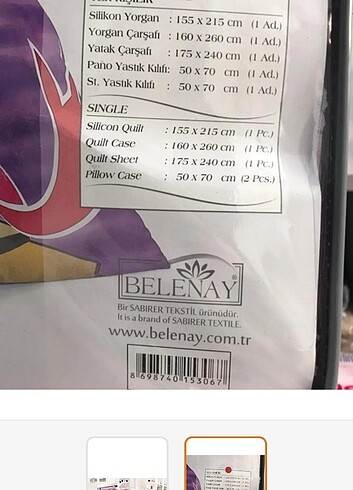 Silikon Yorgan : 155 x 215 cm (1 Ad.)
Yorgan Çarşafı : 160 x 260 cm (1 Ad.)
Yatak Çarşafı : 175 x 240 cm (1 Ad.)
Pano Yastık Kılıfı: 50 x 70 cm (1 Ad.)
St. Yastık Kılıfı : 50 x 70 cm (1 Ad.)
SINGLE
Silicon Quilt : 155 x 215 cm (1 Pc.)
Quilt Case : 160 x 260 cm (1 Pc.)
Quilt Sheet : 175 x 240 cm (1 Pc.)
Pillow Case : 50 x 70 cm (2 Pcs.)
BELENAY®
Bir SABIRER TEKSTİL ürünüdür.
It is a brand of SABIRER TEXTILE.
www.belenay.com.tr
8 698740 153067